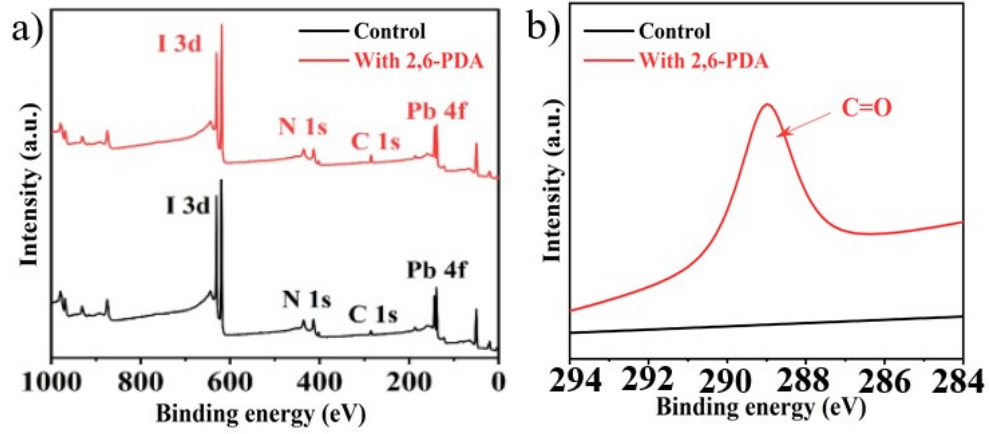 a)
Control
With 2,6-PDA
I 3d
N 1s
C 1s
Pb 4f
I 3d
N 1s
C 1s
Pb 4f
Intensity (a.u.)
1000 800 600 400 200 0
Binding energy (eV)
b)
Control
With 2,6-PDA
C=O
Intensity (a.u.)
294 292 290 288 286 284
Binding energy (eV)